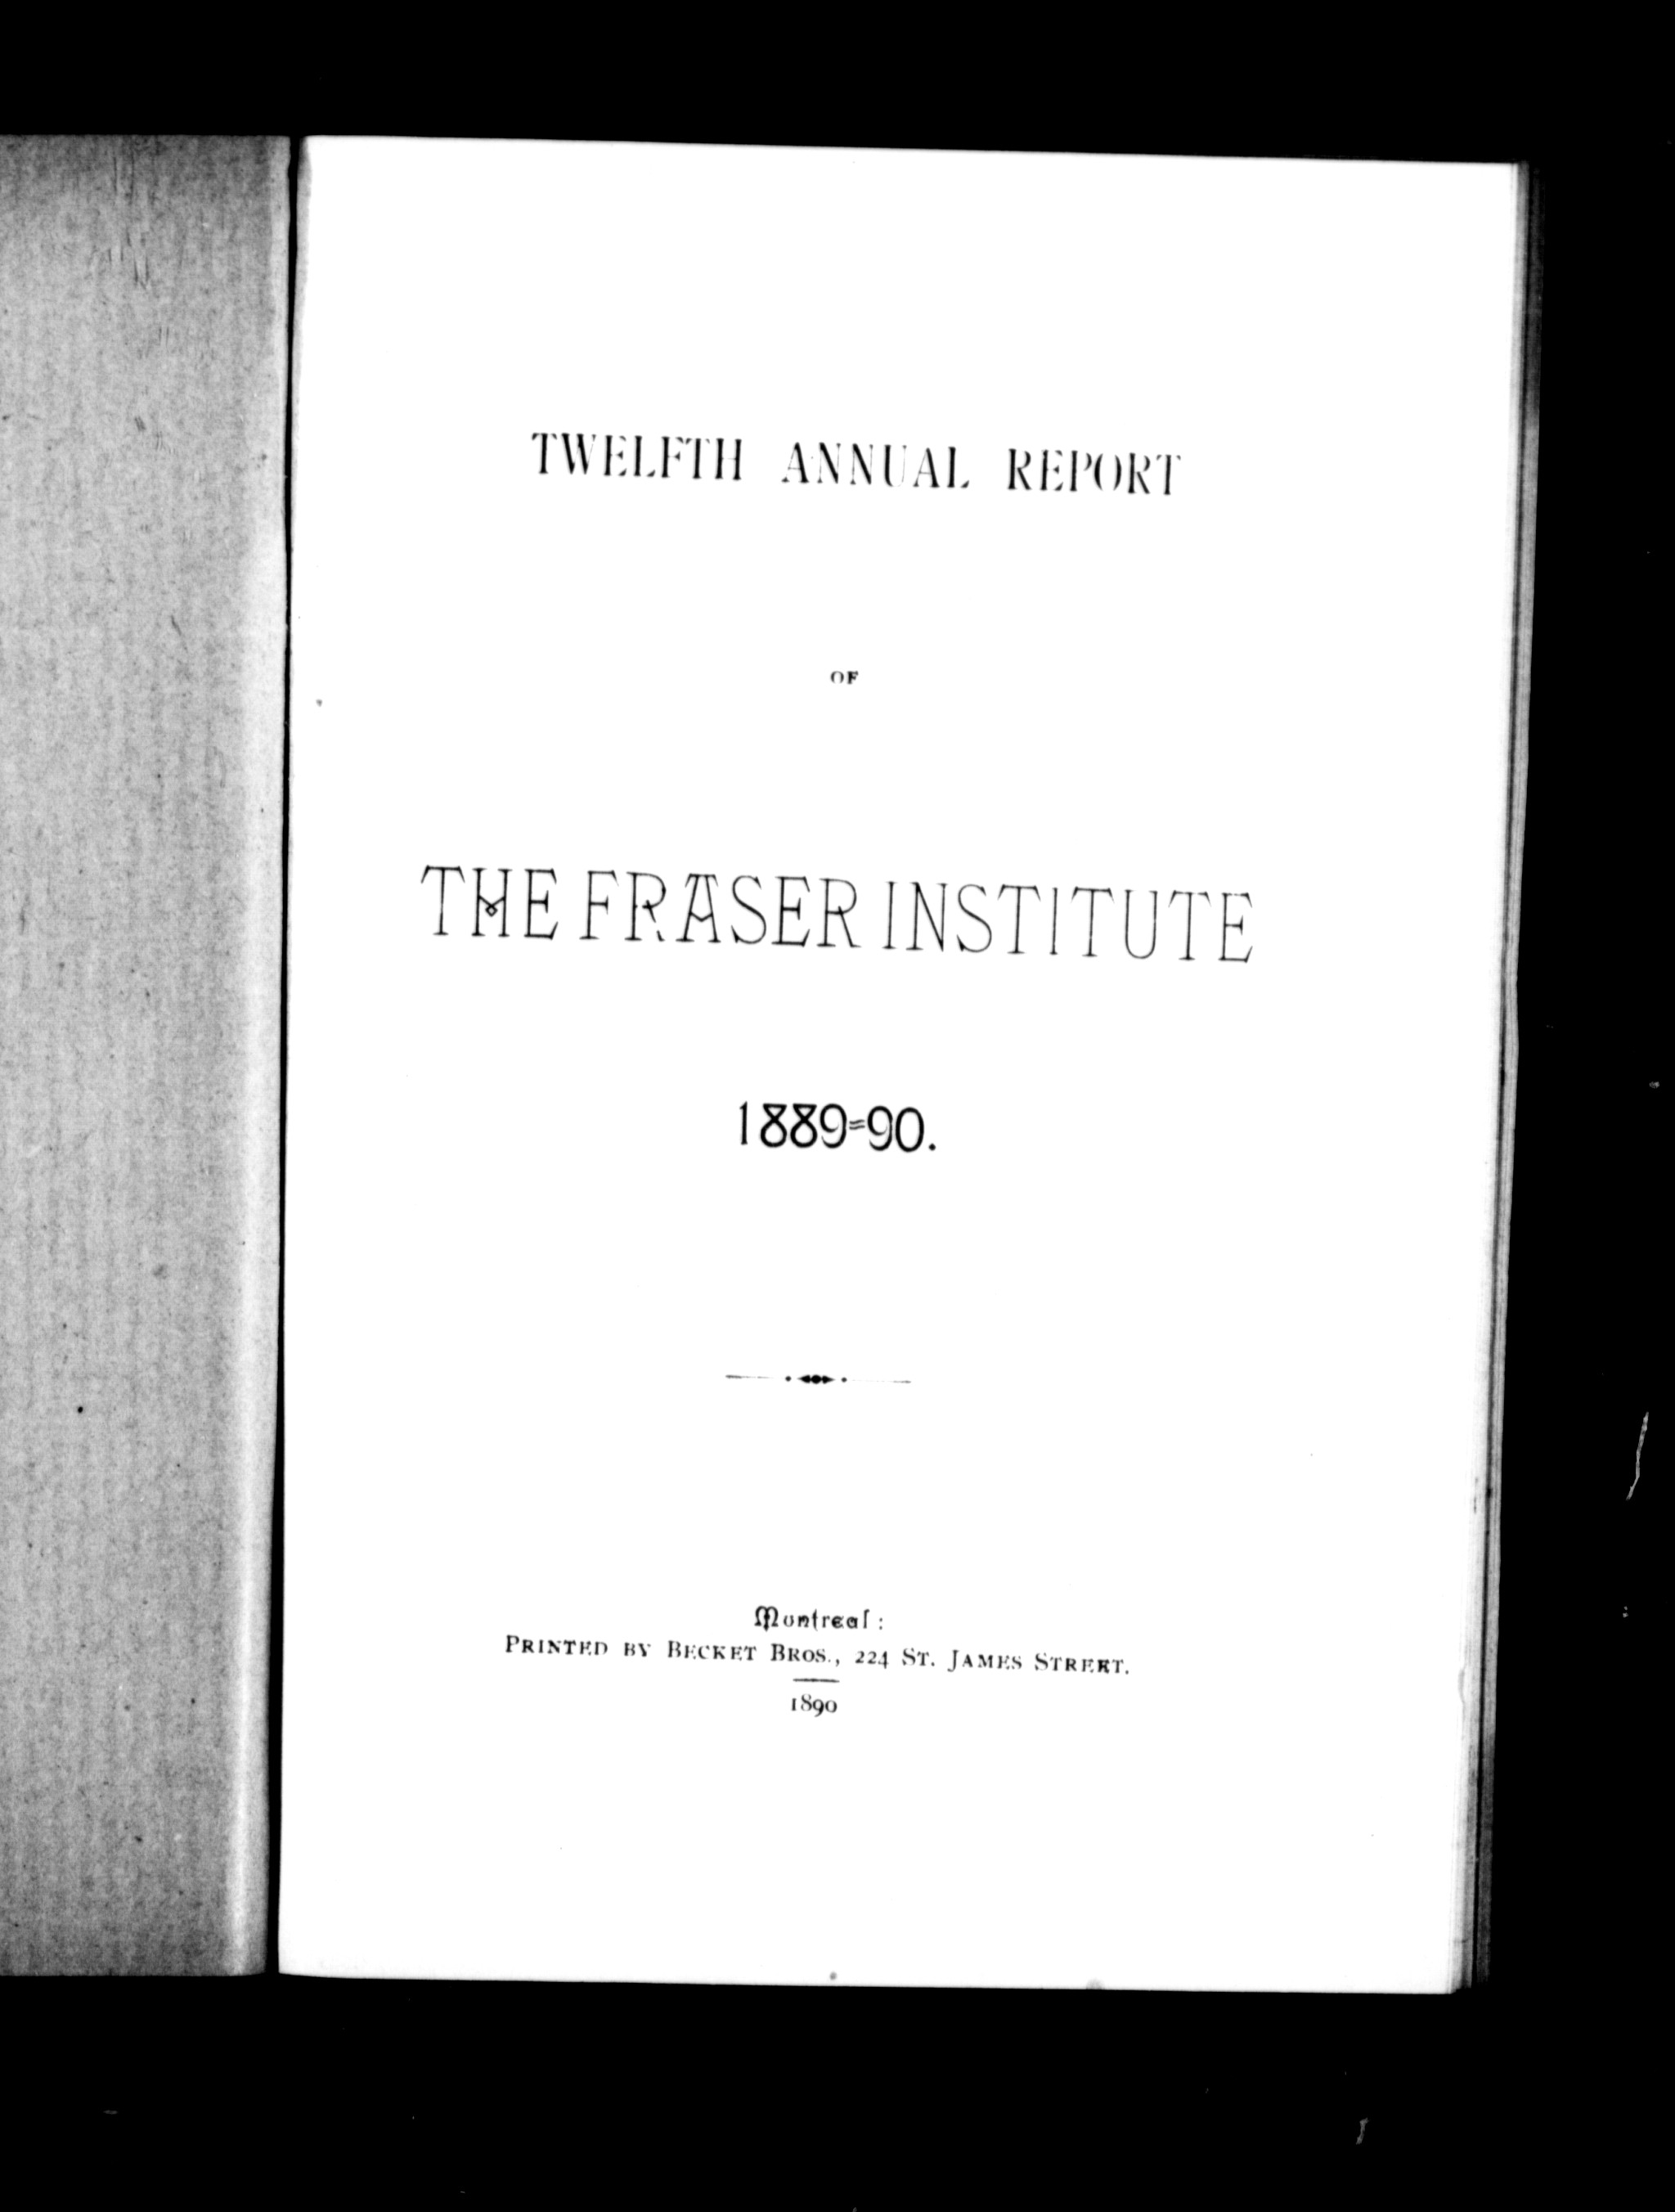 TWELFTH ANNUAL REPORT
OF
THE FRASER INSTITUTE
1889=90.
Montreal:
PRINTED BY BECKET BROS., 224 ST. JAMES STREET.
1890